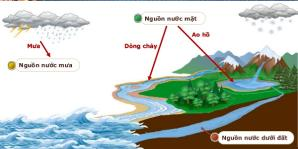 Nguồn nước mặt
Mưa
Dòng chảy
Ao hồ
Nguồn nước mưa
Nguồn nước dưới đất